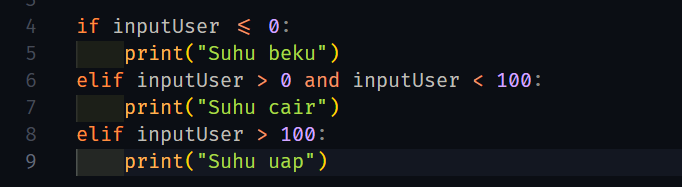 4 if inputUser <= 0:
5 print("Suhu beku")
6 elif inputUser > 0 and inputUser < 100:
7 print("Suhu cair")
8 elif inputUser > 100:
9 print("Suhu uap")